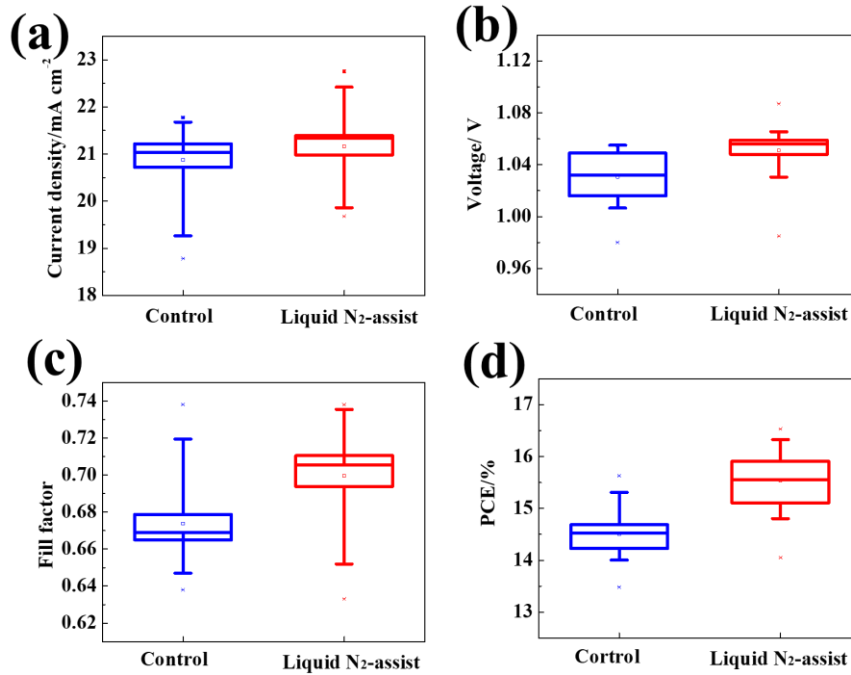 (a)
Current density/mA cm⁻²
23
22
21
20
19
18
Control
Liquid N₂-assist
(b)
Voltage/ V
1.12
1.08
1.04
1.00
0.96
Control
Liquid N₂-assist
(c)
Fill factor
0.74
0.72
0.70
0.68
0.66
0.64
0.62
Control
Liquid N₂-assist
(d)
PCE/%
17
16
15
14
13
Cortrol
Liquid N₂-assist